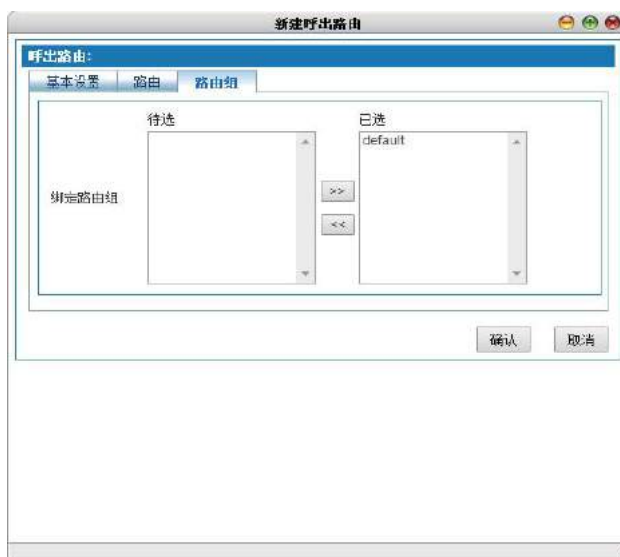 新建呼出路由
呼出路由:
基本设置 路由 路由组
待选 已选
default
>>
绑定路由组
<<
确认 取消